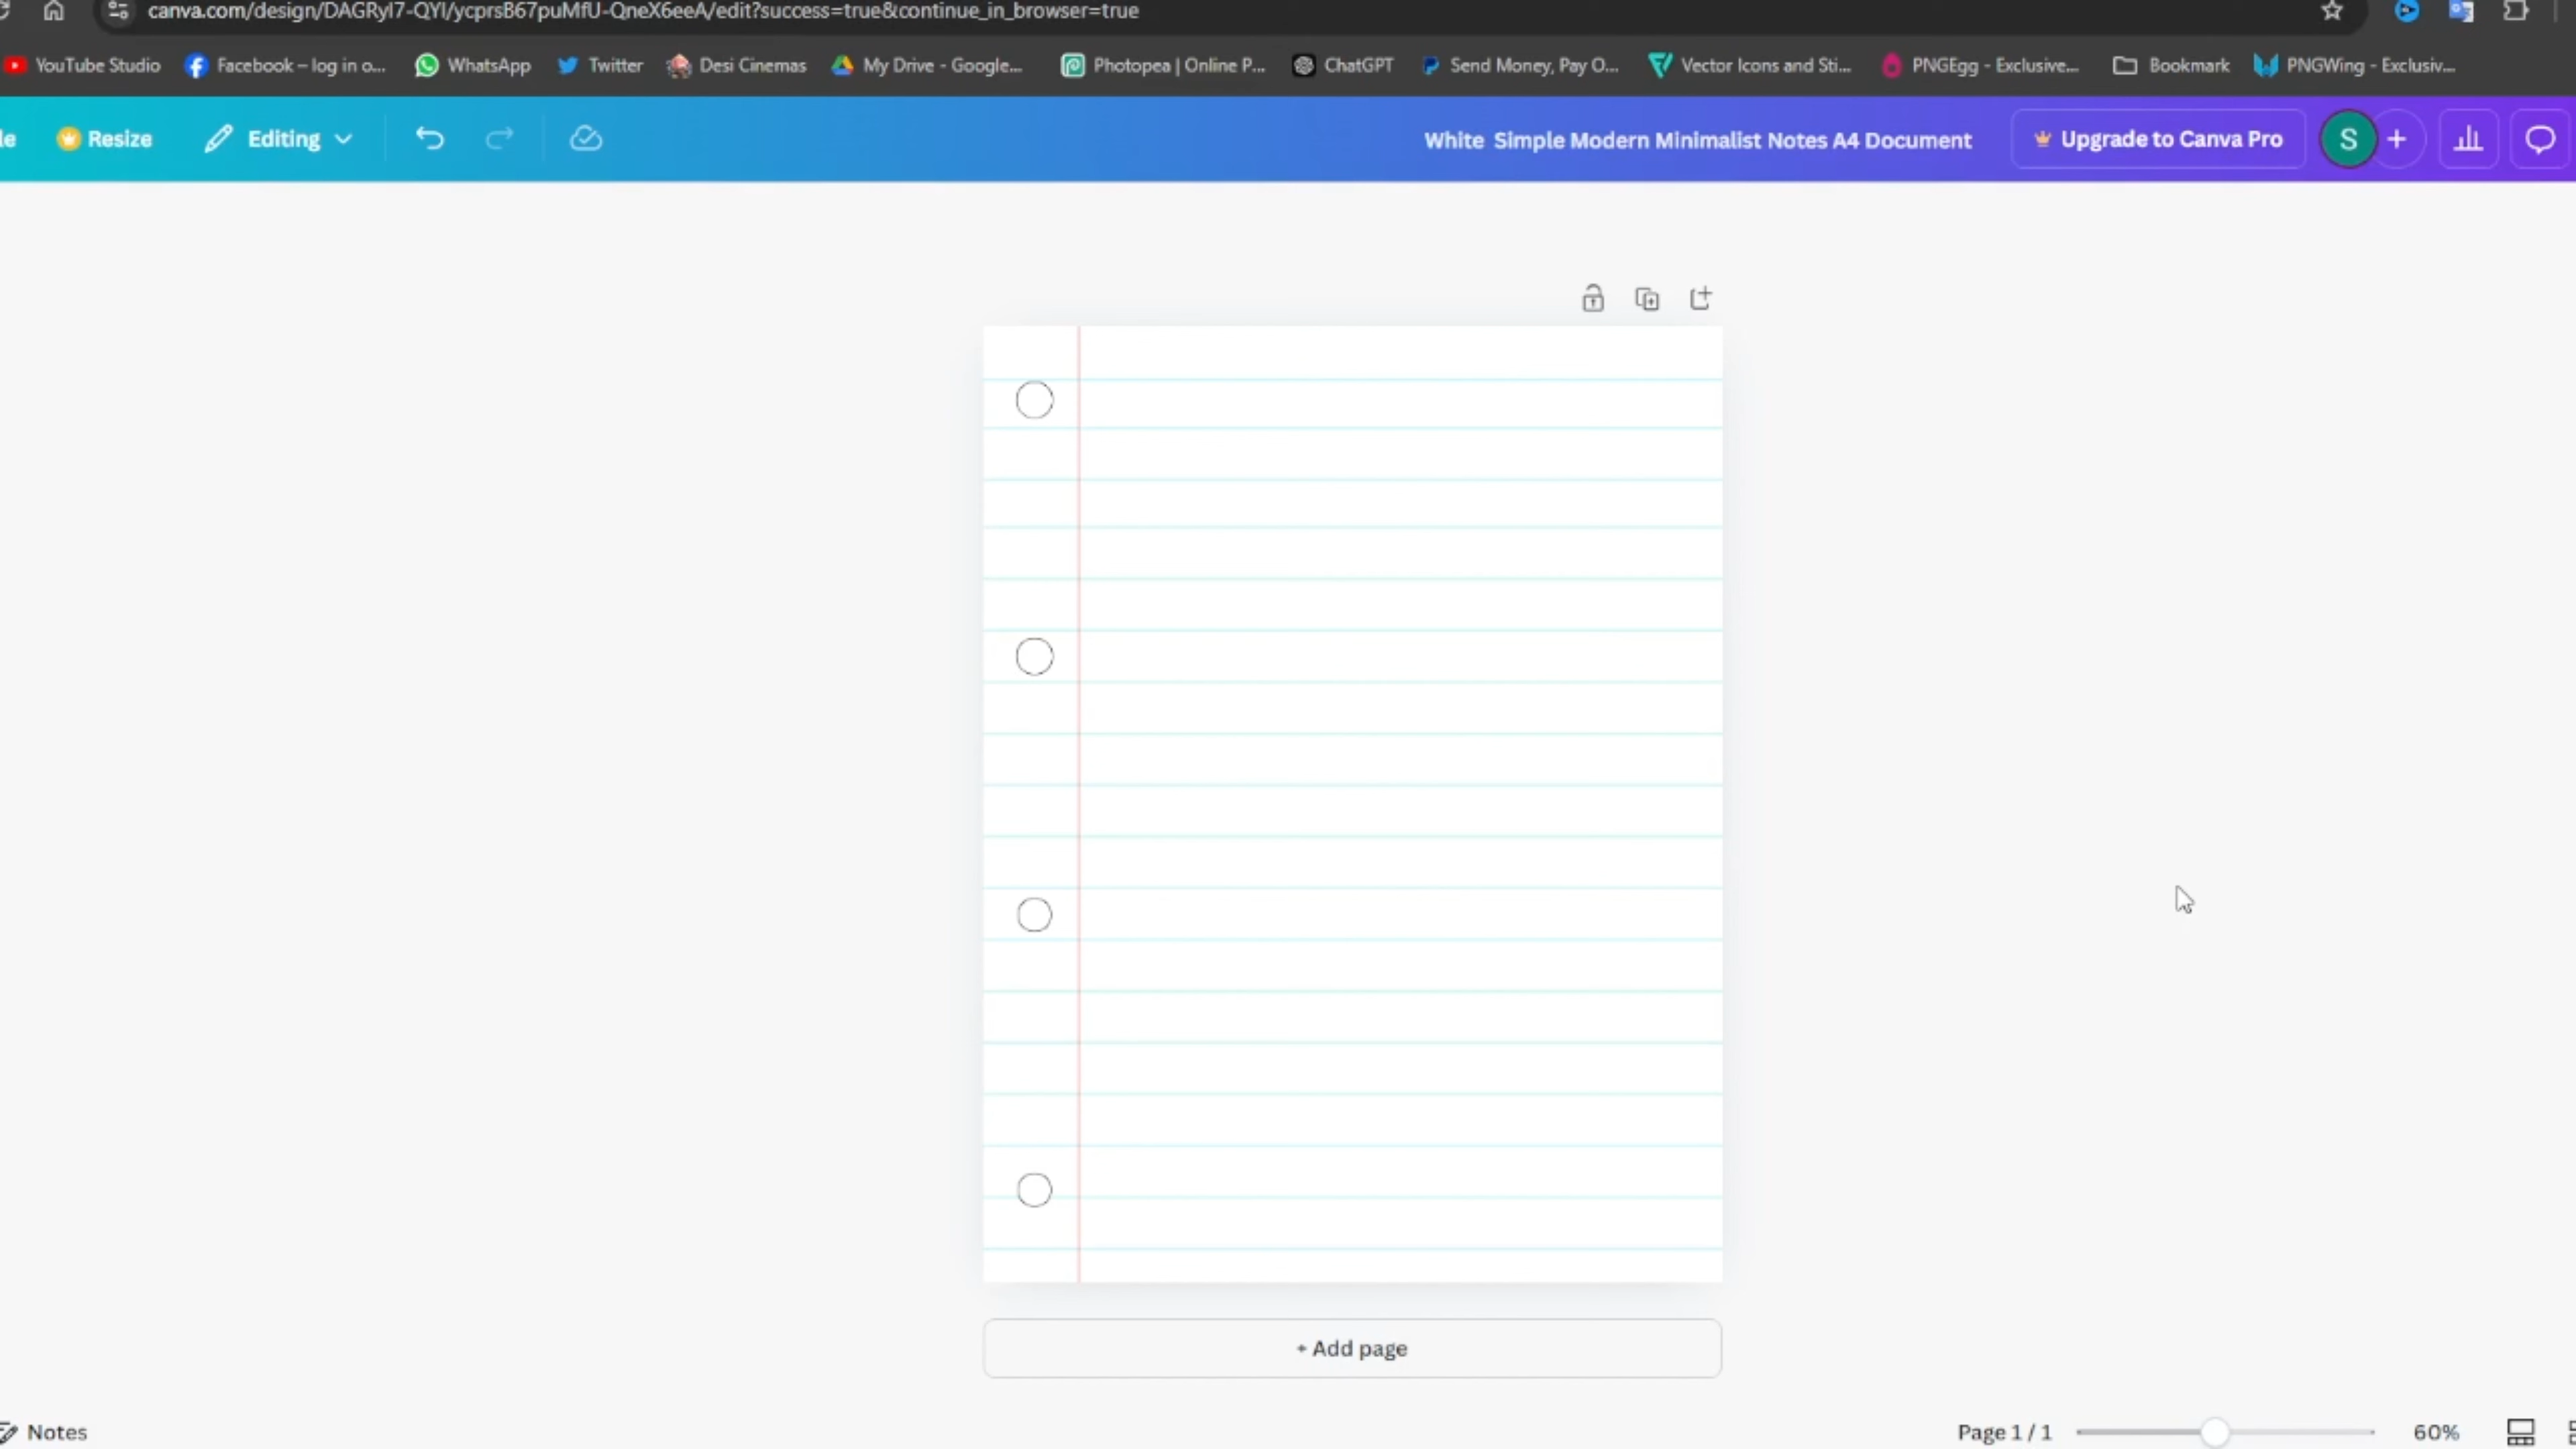 canva.com/design/DAGRyI7-QYI/ycprsB67puMfU-QneX6eeA/edit?success=true&continue_in_browser=true
YouTube Studio Facebook – log in o... WhatsApp Twitter Desi Cinemas My Drive - Google... Photopea | Online P... ChatGPT Send Money, Pay O... Vector Icons and Sti... PNGEgg - Exclusive... Bookmark PNGWing - Exclusiv...
le Resize Editing White Simple Modern Minimalist Notes A4 Document Upgrade to Canva Pro S +
+ Add page
Notes Page 1 / 1 60%